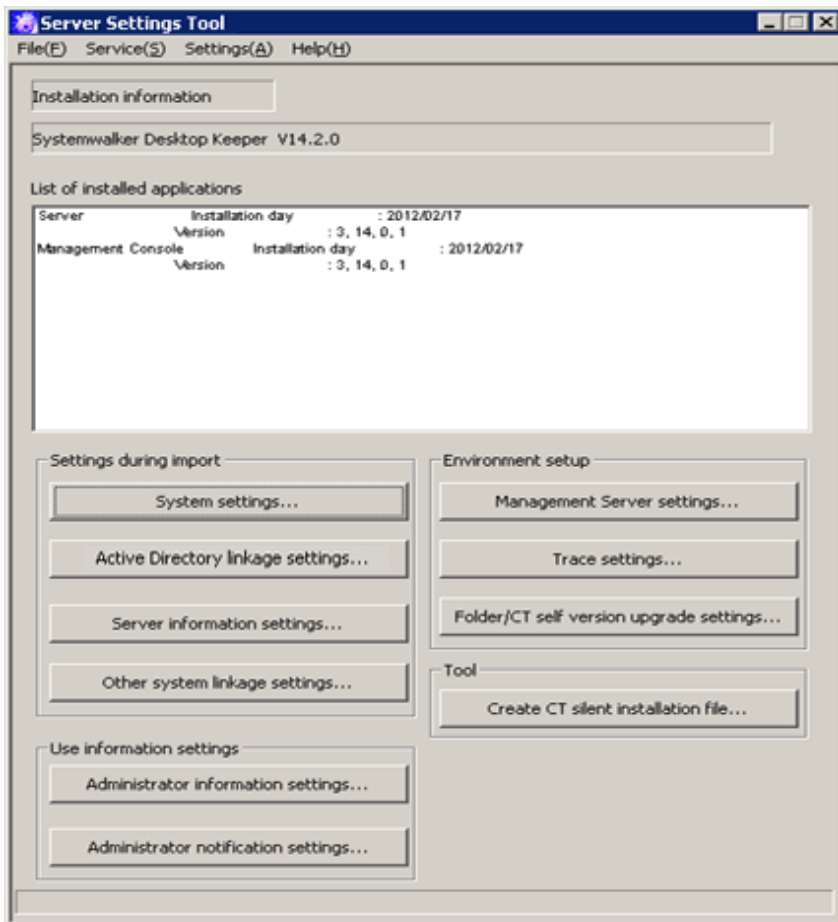 Server Settings Tool
File(F) Service(S) Settings(A) Help(H)
Installation information
Systemwalker Desktop Keeper V14.2.0
List of installed applications
Server Installation day : 2012/02/17
Version : 3, 14, 0, 1
Management Console Installation day : 2012/02/17
Version : 3, 14, 0, 1
Settings during import
System settings...
Active Directory linkage settings...
Server information settings...
Other system linkage settings...
Environment setup
Management Server settings...
Trace settings...
Folder/CT self version upgrade settings...
Tool
Create CT silent installation file...
Use information settings
Administrator information settings...
Administrator notification settings...